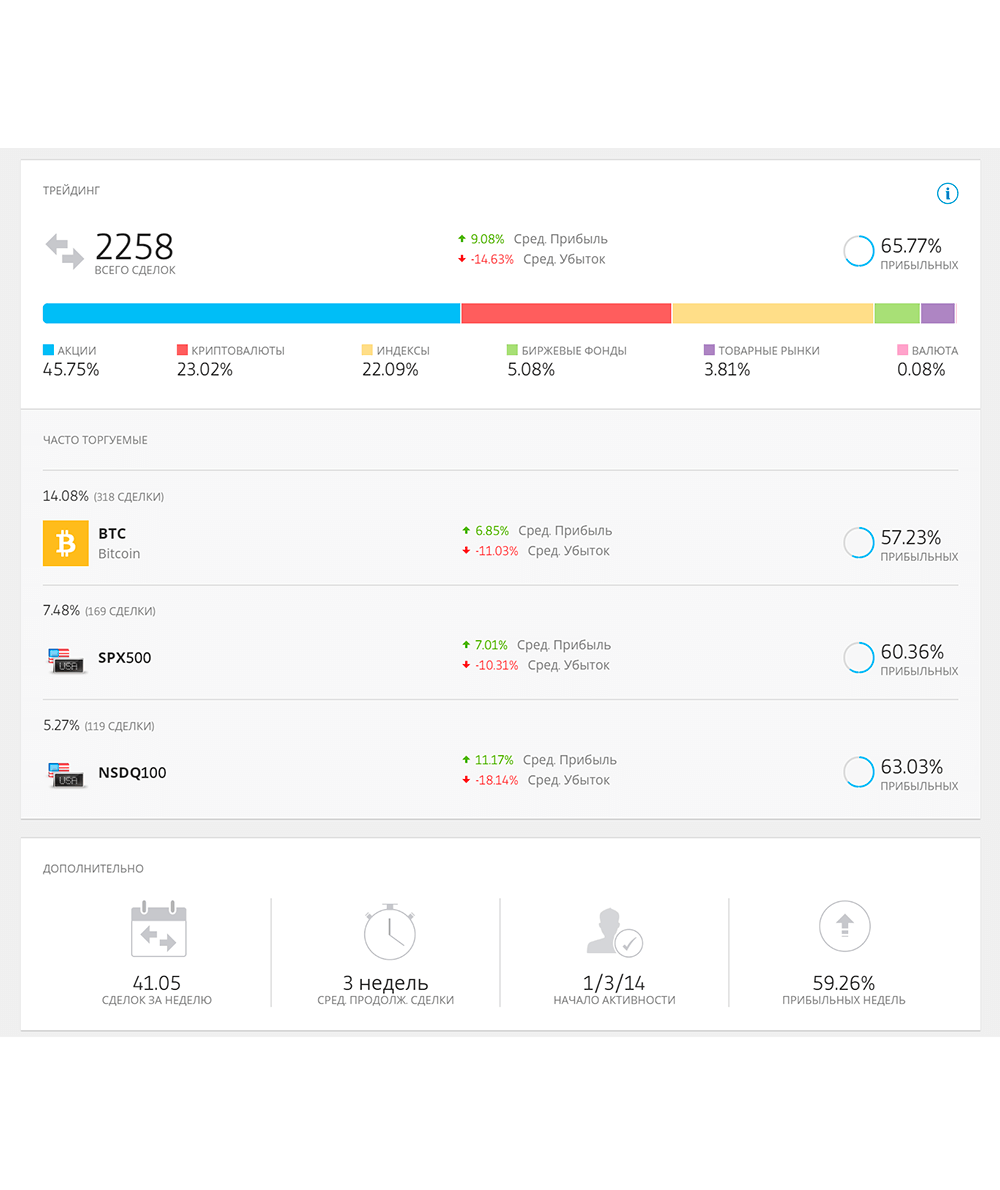 ТРЕЙДИНГ
i
2258
ВСЕГО СДЕЛОК
9.08% Сред. Прибыль
-14.63% Сред. Убыток
65.77%
ПРИБЫЛЬНЫХ
АКЦИИ
45.75%
КРИПТОВАЛЮТЫ
23.02%
ИНДЕКСЫ
22.09%
БИРЖЕВЫЕ ФОНДЫ
5.08%
ТОВАРНЫЕ РЫНКИ
3.81%
ВАЛЮТА
0.08%
ЧАСТО ТОРГУЕМЫЕ
14.08% (318 СДЕЛКИ)
BTC
Bitcoin
6.85% Сред. Прибыль
-11.03% Сред. Убыток
57.23%
ПРИБЫЛЬНЫХ
7.48% (169 СДЕЛКИ)
USA
SPX500
7.01% Сред. Прибыль
-10.31% Сред. Убыток
60.36%
ПРИБЫЛЬНЫХ
5.27% (119 СДЕЛКИ)
USA
NSDQ100
11.17% Сред. Прибыль
-18.14% Сред. Убыток
63.03%
ПРИБЫЛЬНЫХ
ДОПОЛНИТЕЛЬНО
41.05
СДЕЛОК ЗА НЕДЕЛЮ
3 недель
СРЕД. ПРОДОЛЖ. СДЕЛКИ
1/3/14
НАЧАЛО АКТИВНОСТИ
59.26%
ПРИБЫЛЬНЫХ НЕДЕЛЬ